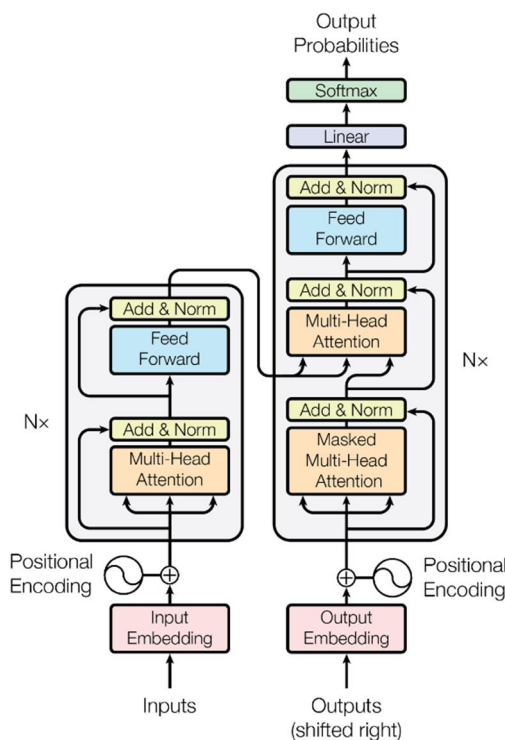 Output
Probabilities
Softmax
Linear
Add & Norm
Feed
Forward
Add & Norm
Multi-Head
Attention
Nx
Add & Norm
Masked
Multi-Head
Attention
Add & Norm
Feed
Forward
Nx
Add & Norm
Multi-Head
Attention
Positional
Encoding
Positional
Encoding
Input
Embedding
Output
Embedding
Inputs
Outputs
(shifted right)